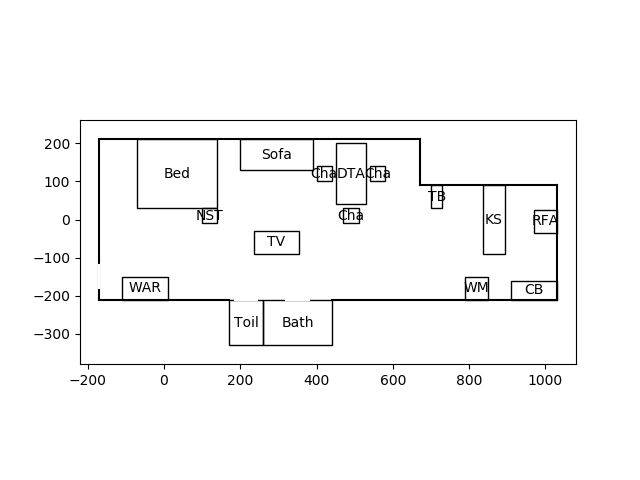 200
100
0
−100
−200
−300
Bed
Sofa
Cha
DTA
Cha
NST
Cha
TB
KS
RFA
TV
WAR
WM
CB
Toil
Bath
−200
0
200
400
600
800
1000